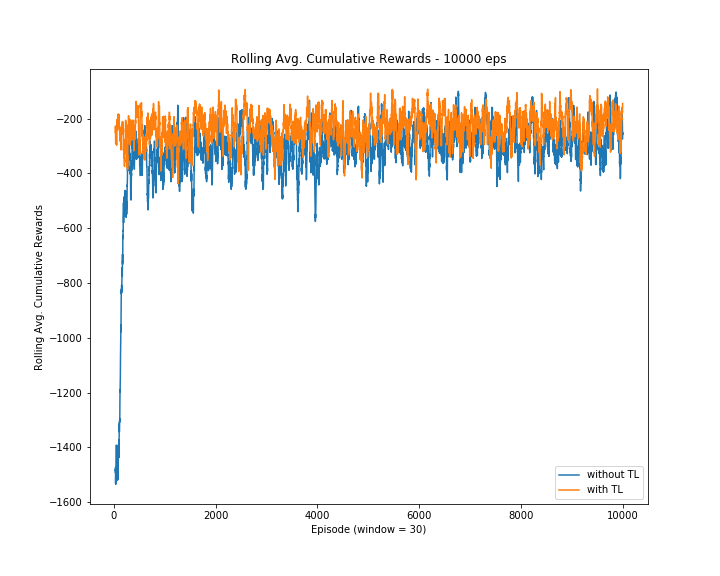 Rolling Avg. Cumulative Rewards - 10000 eps
Rolling Avg. Cumulative Rewards
−200
−400
−600
−800
−1000
−1200
−1400
−1600
0
2000
4000
6000
8000
10000
Episode (window = 30)
without TL
with TL